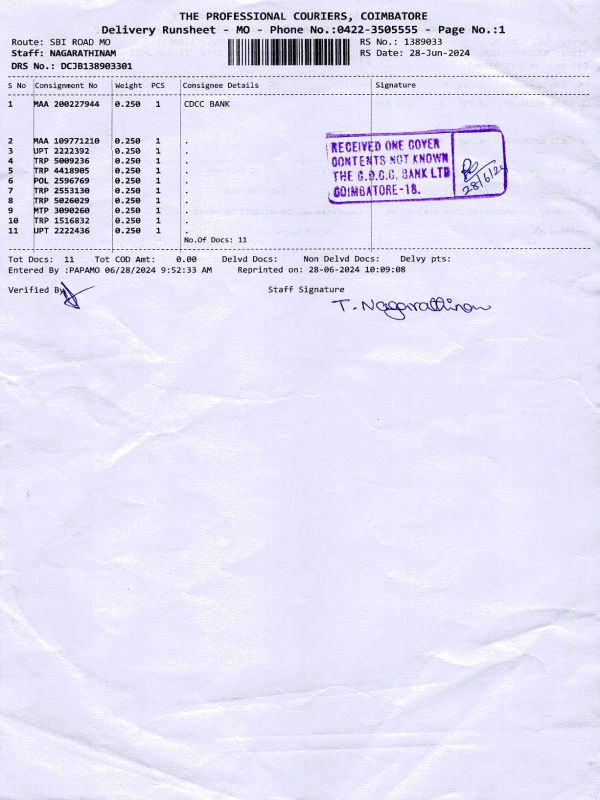 THE PROFESSIONAL COURIERS, COIMBATORE
Delivery Runsheet - MO - Phone No.:0422-3505555 - Page No.:1
Route: SBI ROAD MO RS No.: 1389033
Staff: NAGARATHINAM RS Date: 28-Jun-2024
DRS No.: DCJB138903301
S No Consignment No Weight PCS Consignee Details Signature
1 MAA 200227944 0.250 1 CDCC BANK
2 MAA 109771210 0.250 1 .
3 UPT 2222392 0.250 1 .
4 TRP 5009236 0.250 1 .
5 TRP 4418905 0.250 1 .
6 POL 2596769 0.250 1 .
7 TRP 2553130 0.250 1 .
8 TRP 5026029 0.250 1 .
9 MTP 3090260 0.250 1 .
10 TRP 1516832 0.250 1 .
11 UPT 2222436 0.250 1 .
RECEIVED ONE COVER
CONTENTS NOT KNOWN
THE C.D.C.C. BANK LTD
COIMBATORE-18.
28/6/24
No.Of Docs: 11
Tot Docs: 11 Tot COD Amt: 0.00 Delvd Docs: Non Delvd Docs: Delvy pts:
Entered By :PAPAMO 06/28/2024 9:52:33 AM Reprinted on: 28-06-2024 10:09:08
Verified By Staff Signature
T. Nagarathinam